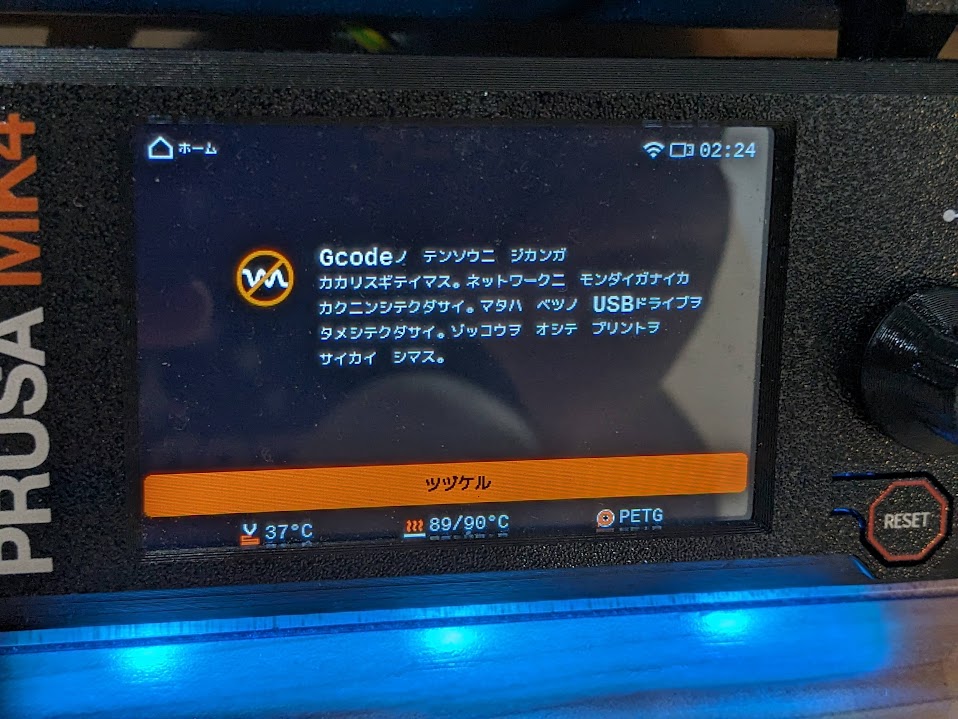 PRUSA MK4
ホーム
02:24
Gcodeノ テンソウニ ジカンガ
カカリスギテイマス。ネットワークニ モンダイガナイカ
カクニンシテクダサイ。マタハ ベツノ USBドライブヲ
タメシテクダサイ。ゾッコウヲ オシテ プリントヲ
サイカイ シマス。
ツヅケル
37°C
89/90°C
PETG
RESET